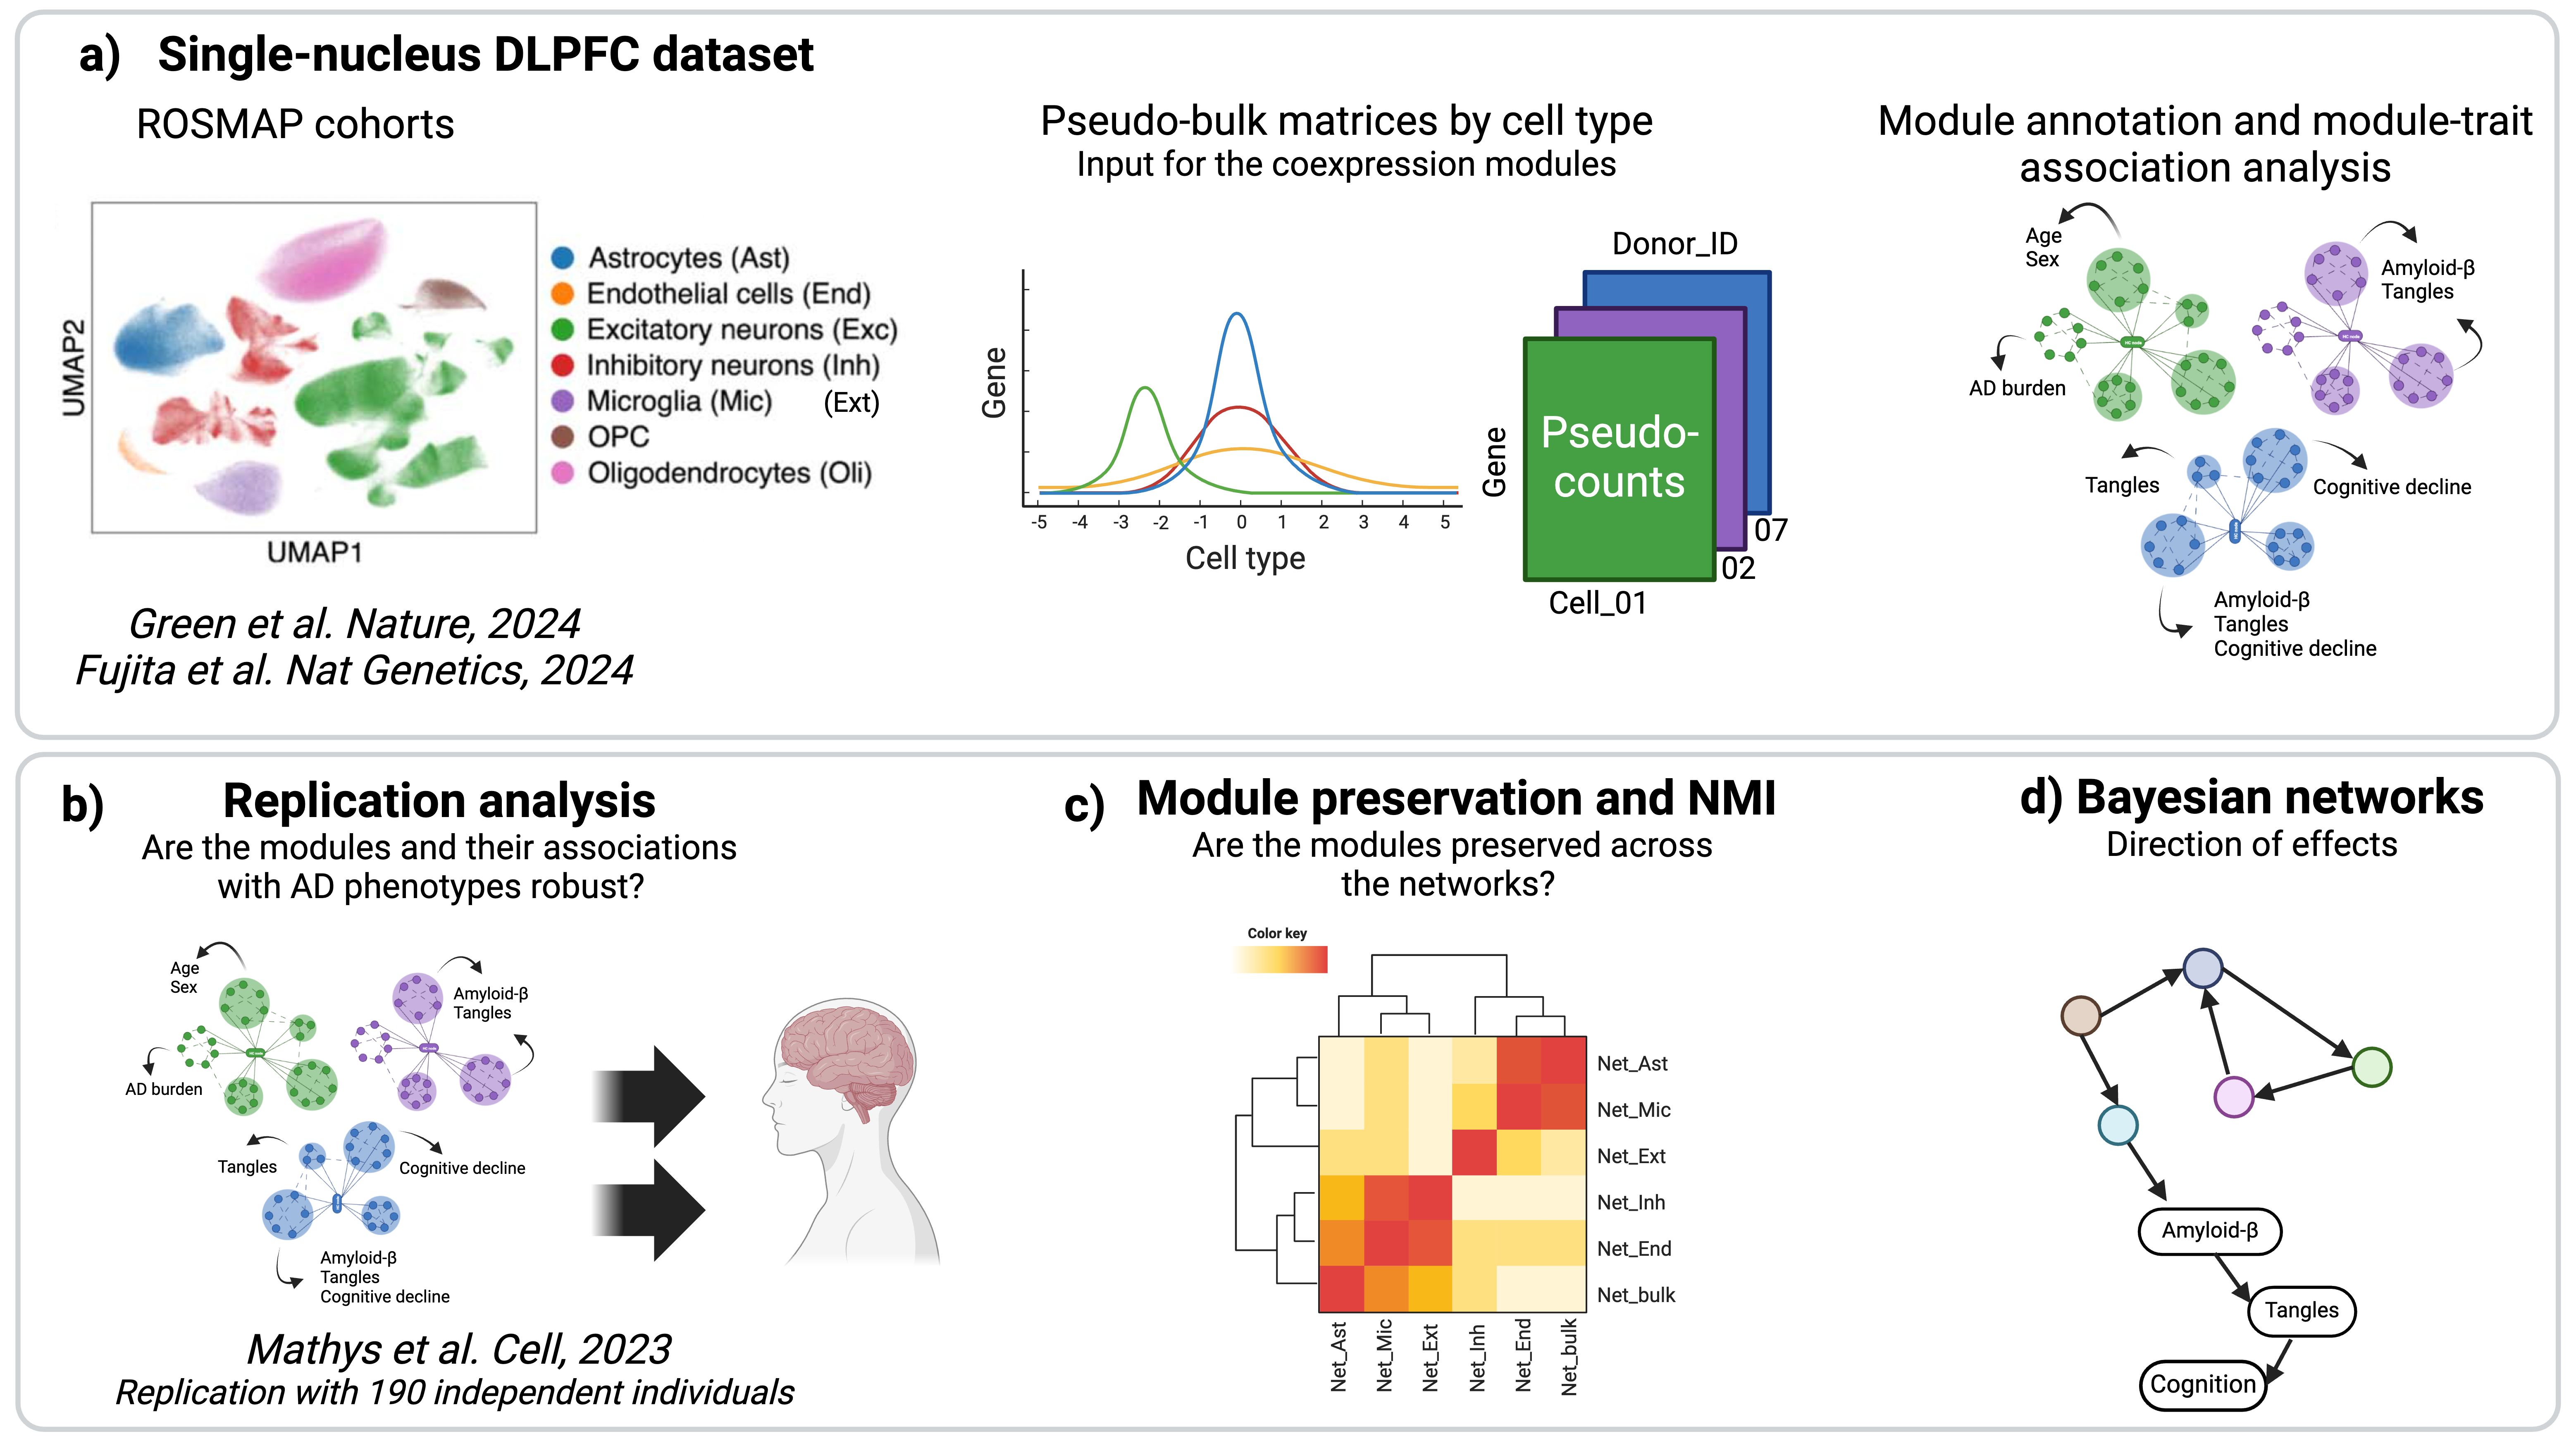 a) Single-nucleus DLPFC dataset
ROSMAP cohorts
UMAP2
UMAP1
Astrocytes (Ast)
Endothelial cells (End)
Excitatory neurons (Exc)
Inhibitory neurons (Inh)
Microglia (Mic) (Ext)
OPC
Oligodendrocytes (Oli)
Green et al. Nature, 2024
Fujita et al. Nat Genetics, 2024
Pseudo-bulk matrices by cell type
Input for the coexpression modules
Gene
-5 -4 -3 -2 -1 0 1 2 3 4 5
Cell type
Donor_ID
Gene
Pseudo-
counts
07
02
Cell_01
Module annotation and module-trait
association analysis
Age
Sex
AD burden
Amyloid-β
Tangles
Tangles
Cognitive decline
Amyloid-β
Tangles
Cognitive decline
b) Replication analysis
Are the modules and their associations
with AD phenotypes robust?
Age
Sex
AD burden
Amyloid-β
Tangles
Tangles
Cognitive decline
Amyloid-β
Tangles
Cognitive decline
Mathys et al. Cell, 2023
Replication with 190 independent individuals
c) Module preservation and NMI
Are the modules preserved across
the networks?
Color key
Net_Ast
Net_Mic
Net_Ext
Net_Inh
Net_End
Net_bulk
Net_Ast
Net_Mic
Net_Ext
Net_Inh
Net_End
Net_bulk
d) Bayesian networks
Direction of effects
Amyloid-β
Tangles
Cognition